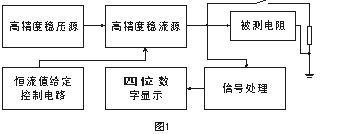 高精度稳压源
高精度稳流源
被测电阻
恒流值给定
控制电路
四位数
字显示
信号处理
图1